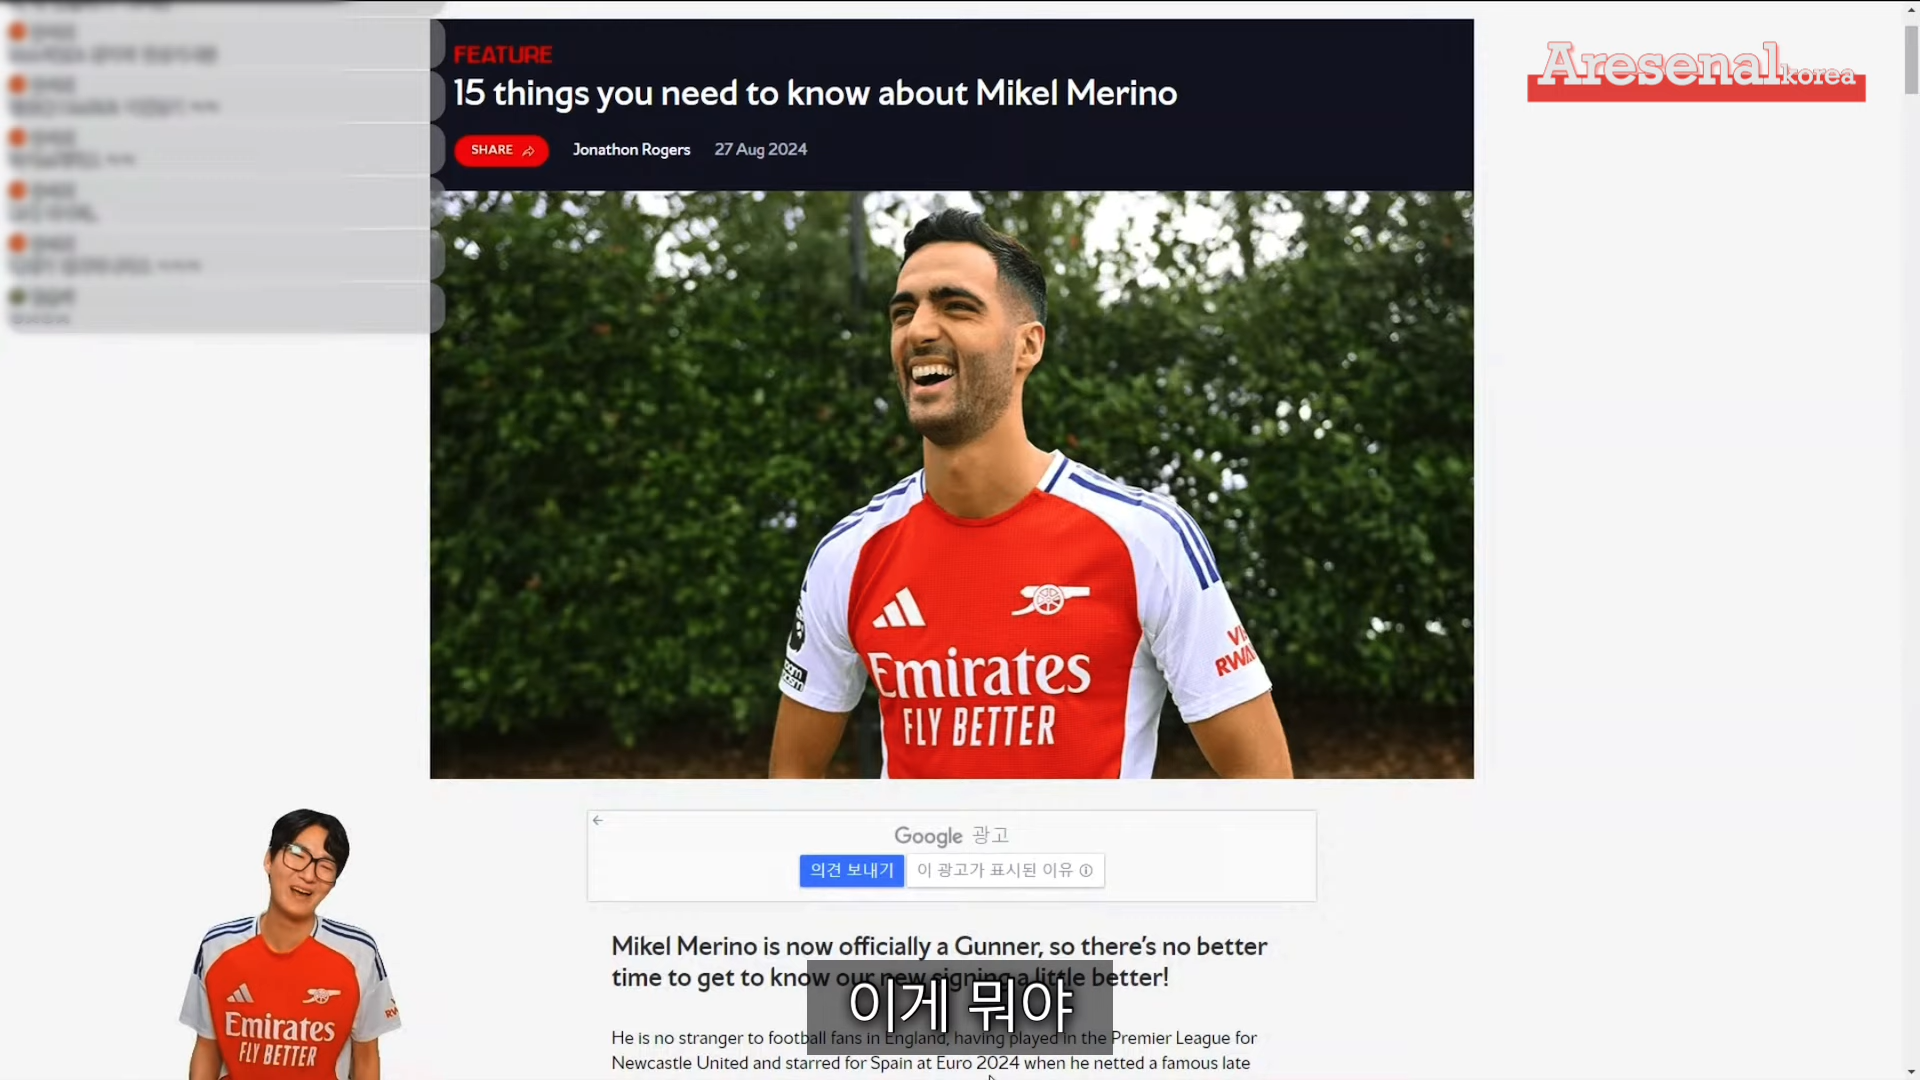 FEATURE
15 things you need to know about Mikel Merino
SHARE
Jonathon Rogers 27 Aug 2024
Aresenal korea
Emirates
FLY BETTER
Google 광고
의견 보내기
이 광고가 표시된 이유
Mikel Merino is now officially a Gunner, so there's no better
time to get to know our new signing a little better!
이게 뭐야
He is no stranger to football fans in England, having played in the Premier League for
Newcastle United and starred for Spain at Euro 2024 when he netted a famous late
Emirates
FLY BETTER